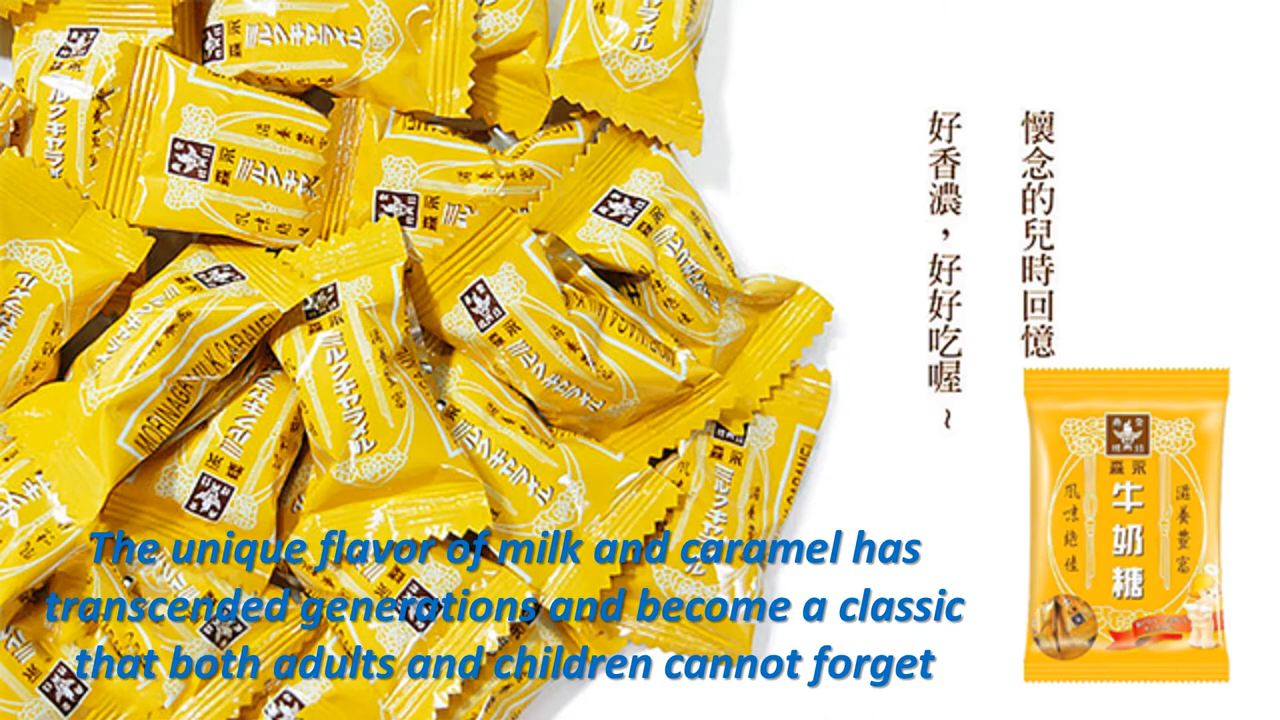 懷念的兒時回憶
好香濃，好好吃喔~
The unique flavor of milk and caramel has
transcended generations and become a classic
that both adults and children cannot forget
森永
牛奶糖
滋養豐富
風味絶佳
森永
ミルクキャラメル
MORINAGA MILK CARAMEL